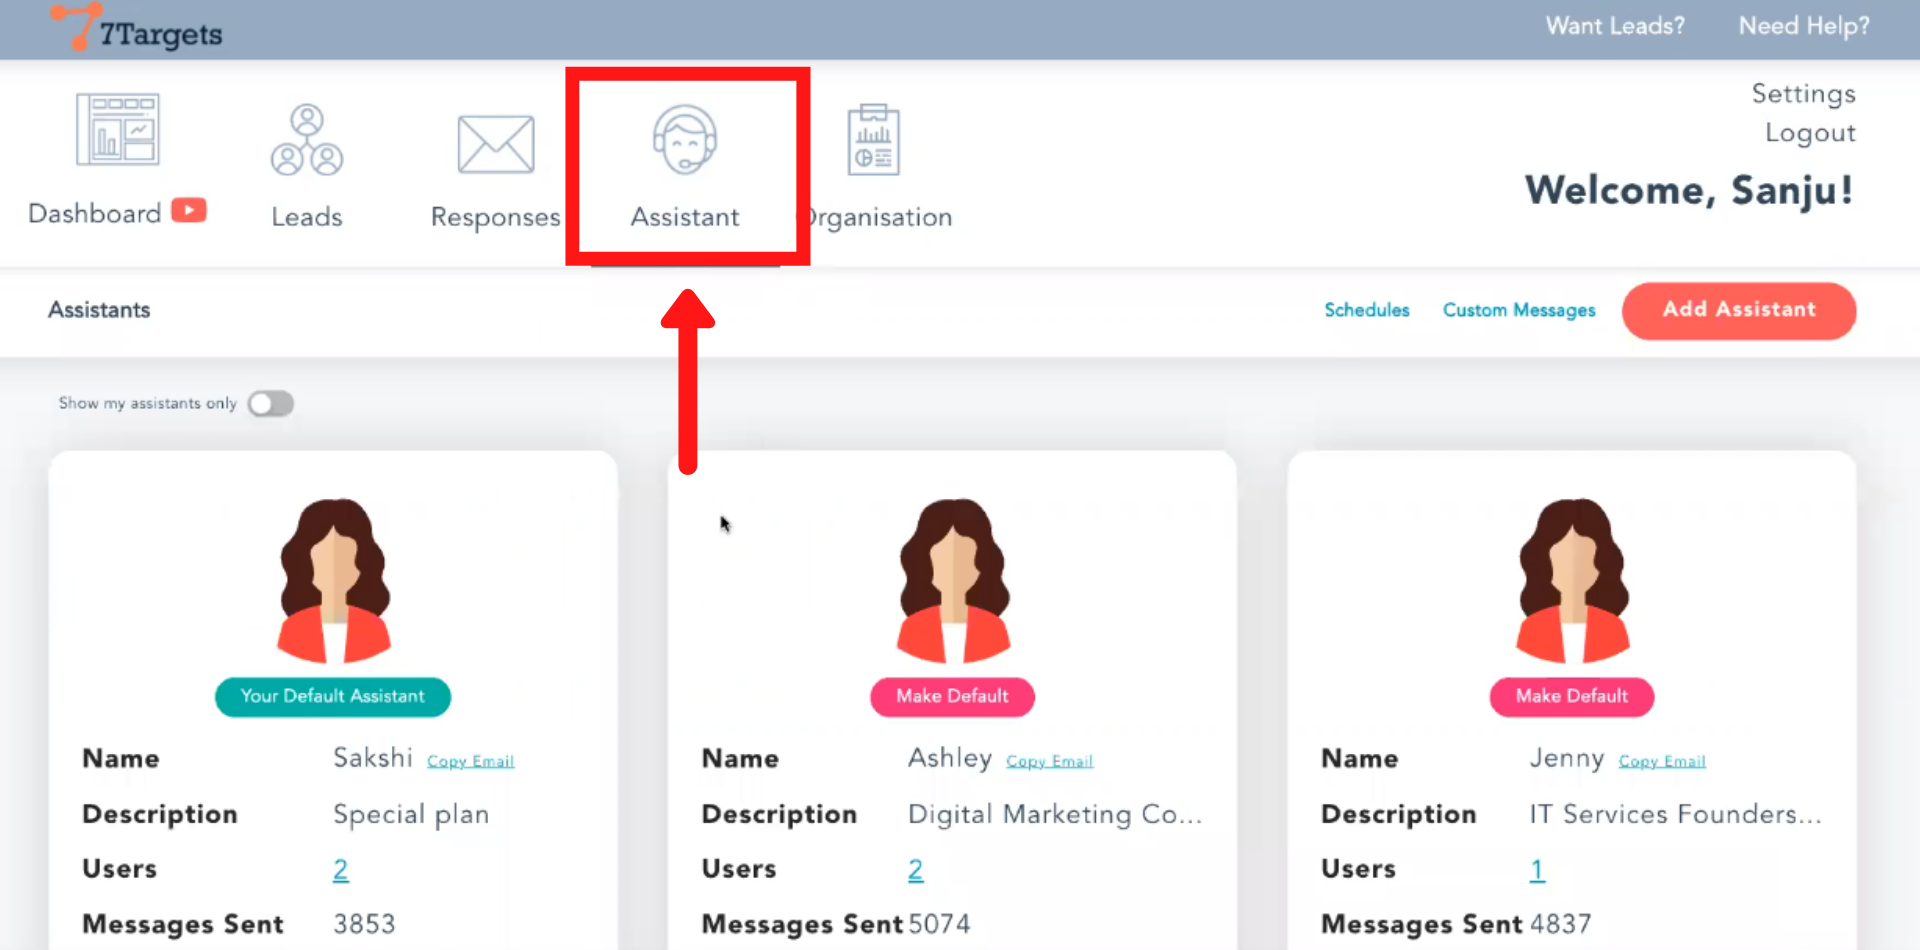 7Targets
Want Leads? Need Help?
Dashboard Leads Responses Assistant Organisation
Settings
Logout
Welcome, Sanju!
Assistants
Schedules Custom Messages Add Assistant
Show my assistants only
Your Default Assistant
Name Sakshi Copy Email
Description Special plan
Users 2
Messages Sent 3853
Make Default
Name Ashley Copy Email
Description Digital Marketing Co...
Users 2
Messages Sent 5074
Make Default
Name Jenny Copy Email
Description IT Services Founders...
Users 1
Messages Sent 4837